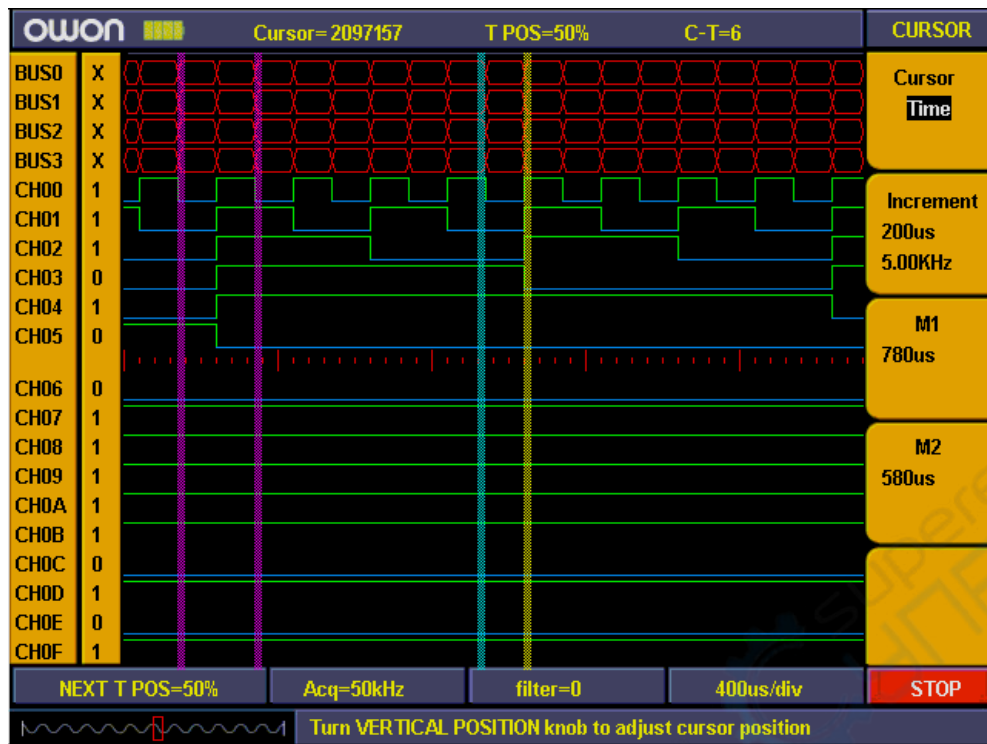 owon Cursor=2097157 T POS=50% C-T=6 CURSOR
BUS0 X
BUS1 X
BUS2 X
BUS3 X
CH00 1
CH01 1
CH02 1
CH03 0
CH04 1
CH05 0
CH06 0
CH07 1
CH08 1
CH09 1
CH0A 1
CH0B 1
CH0C 0
CH0D 1
CH0E 0
CH0F 1
Cursor
Time
Increment
200us
5.00KHz
M1
780us
M2
580us
NEXT T POS=50% Acq=50kHz filter=0 400us/div STOP
Turn VERTICAL POSITION knob to adjust cursor position